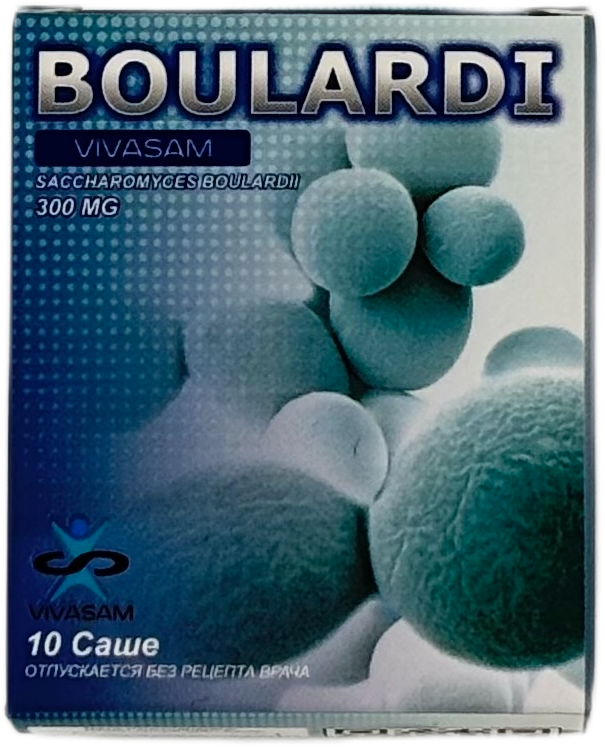 BOULARDI
VIVASAM
SACCHAROMYCES BOULARDII
300 MG
VIVASAM
10 Саше
ОТПУСКАЕТСЯ БЕЗ РЕЦЕПТА ВРАЧА